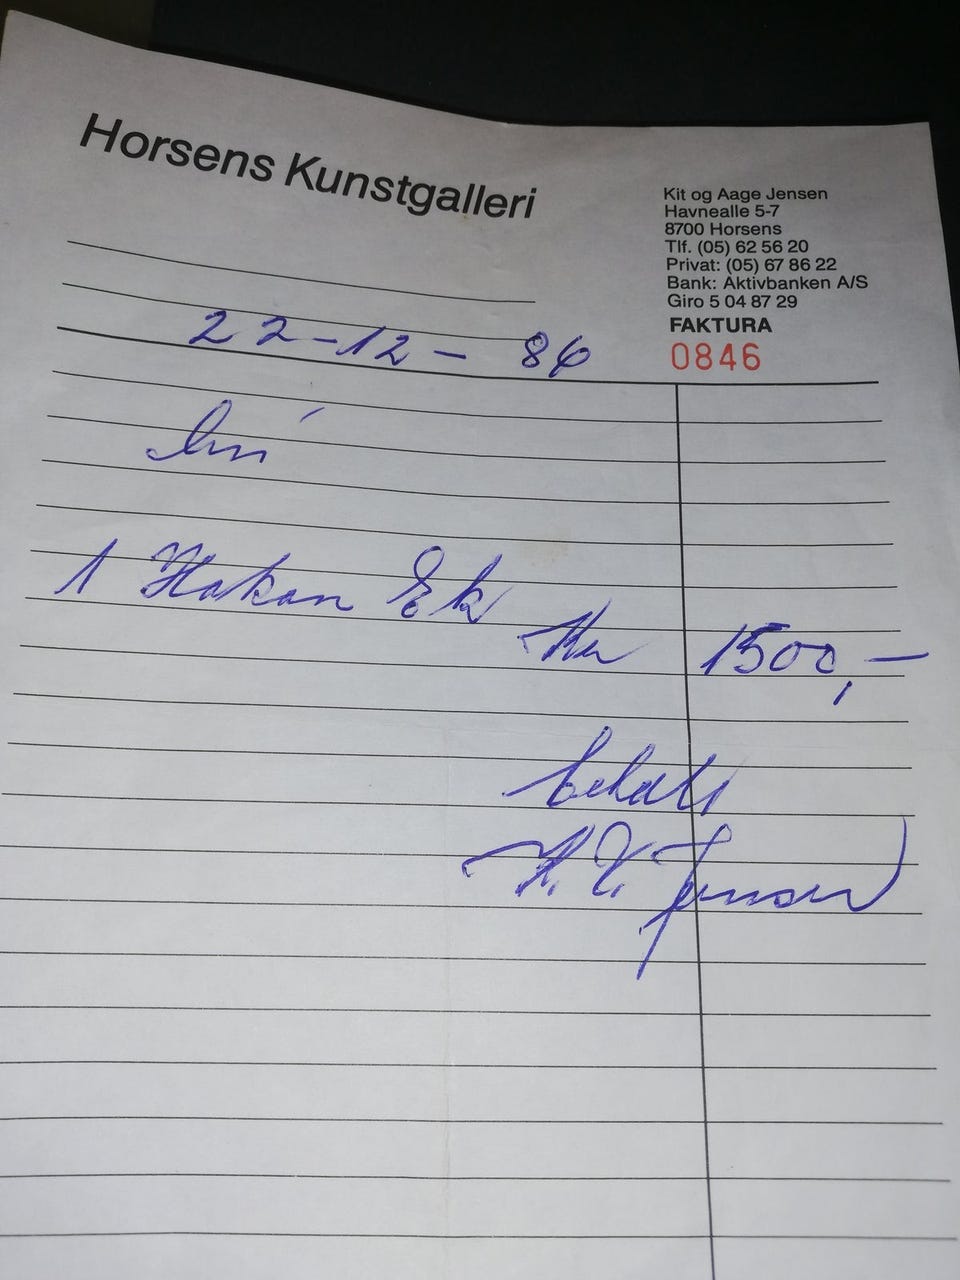 Horsens Kunstgalleri
Kit og Aage Jensen
Havnealle 5-7
8700 Horsens
Tlf. (05) 62 56 20
Privat: (05) 67 86 22
Bank: Aktivbanken A/S
Giro 5 04 87 29
FAKTURA
0846
22-12-86
1 Hakan Ek
Kr 1500,-
betalt
Jensen